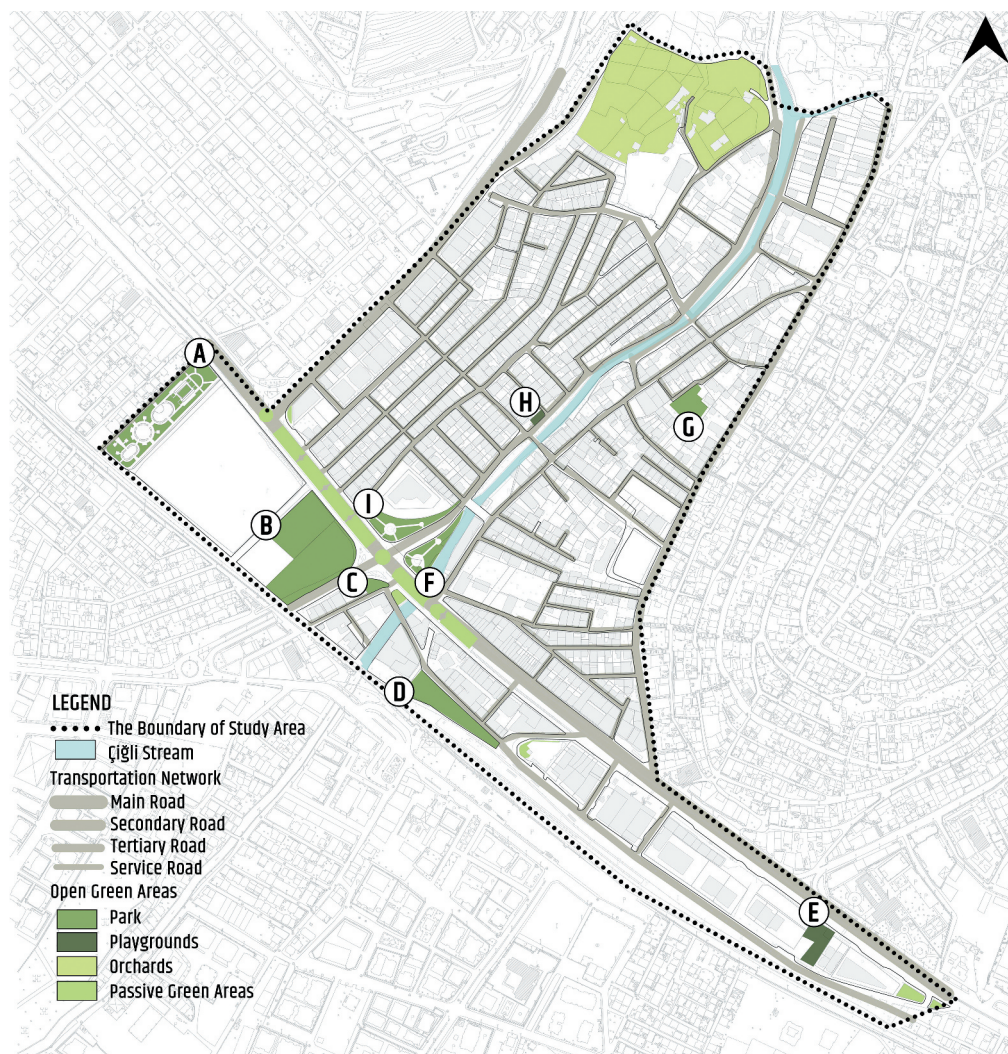 A
H
G
I
B
C
F
D
E
LEGEND
The Boundary of Study Area
Çiğli Stream
Transportation Network
Main Road
Secondary Road
Tertiary Road
Service Road
Open Green Areas
Park
Playgrounds
Orchards
Passive Green Areas